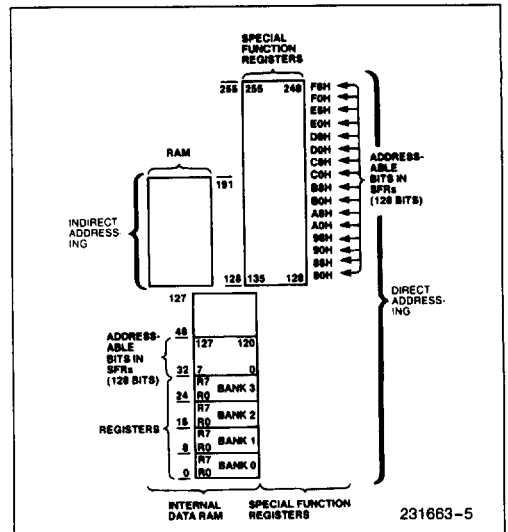 SPECIAL
FUNCTION
REGISTERS
255 255 248
F8H
F0H
E8H
E0H
D8H
D0H
C8H
C0H
B8H
B0H
A8H
A0H
98H
90H
88H
80H
ADDRESS-
ABLE
BITS IN
SFRs
(128 BITS)
RAM
191
INDIRECT
ADDRESS-
ING
128 135 128
DIRECT
ADDRESS-
ING
127
48
ADDRESS-
ABLE
BITS IN
SFRs
(128 BITS)
127 120
32 7 0
R7
BANK 3
24 R0
R7
BANK 2
16 R0
REGISTERS
R7
BANK 1
8 R0
R7
BANK 0
0 R0
INTERNAL
DATA RAM
SPECIAL FUNCTION
REGISTERS
231663-5